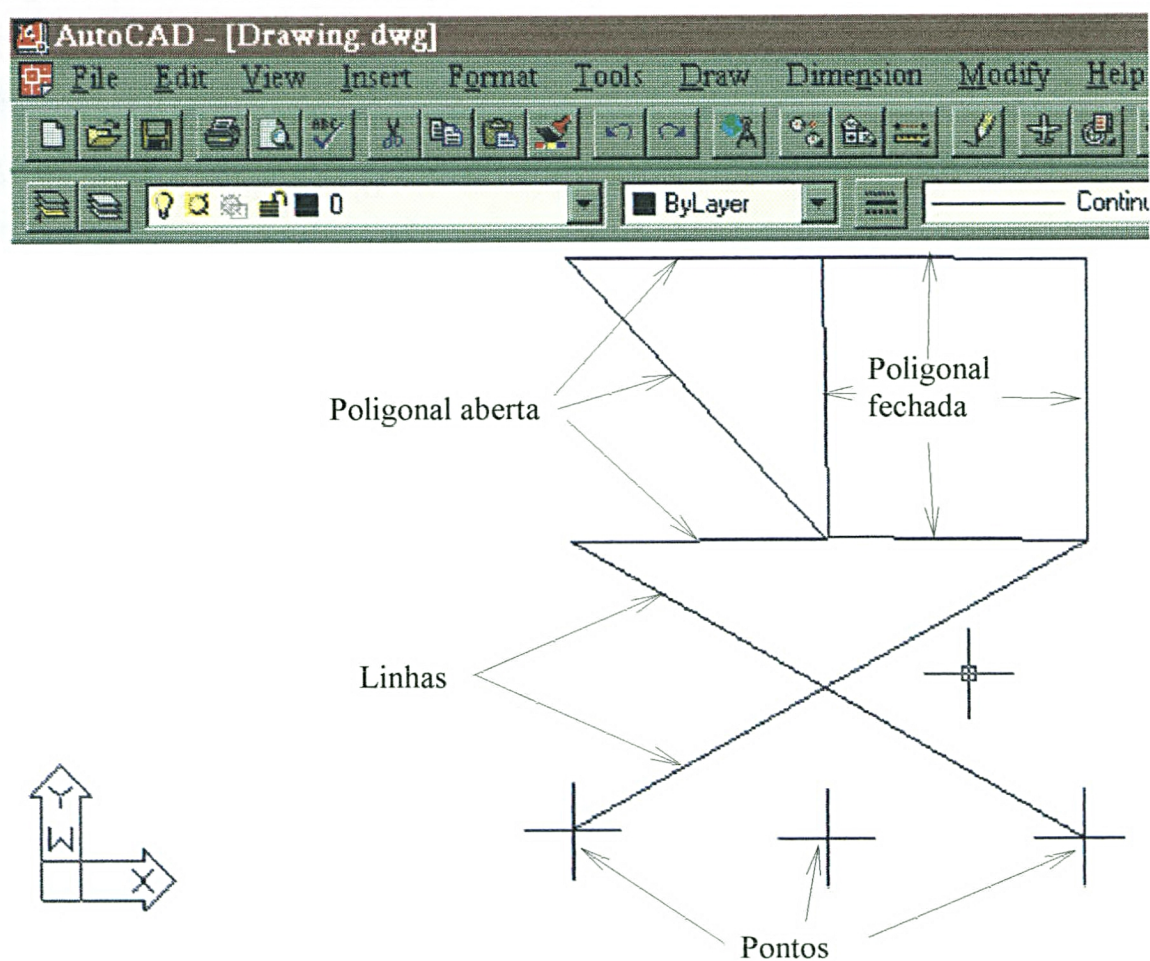 AutoCAD - [Drawing.dwg]
File Edit View Insert Format Tools Draw Dimension Modify Help
ABC
0 ByLayer Continu
Poligonal
fechada
Poligonal aberta
Linhas
Y
W
X
Pontos